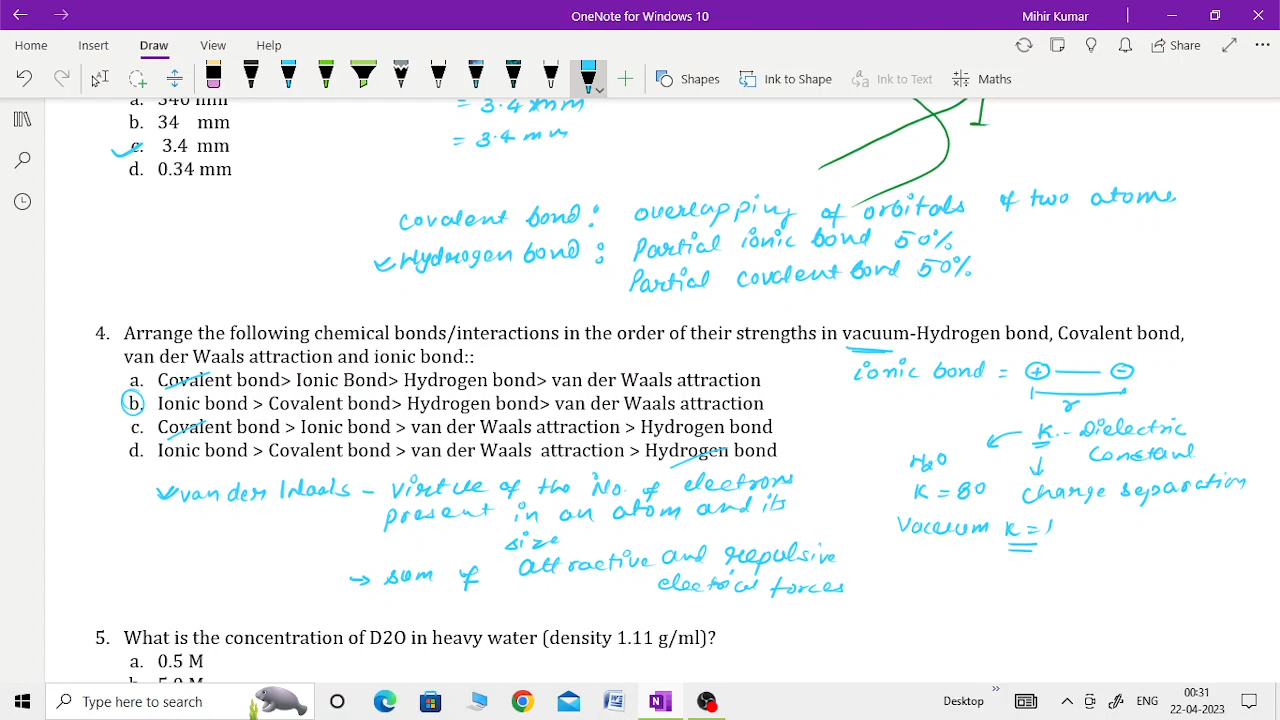 OneNote for Windows 10
Mihir Kumar
Home Insert Draw View Help
Share
Shapes Ink to Shape Ink to Text Maths
a. 340 mm
b. 34 mm
c. 3.4 mm
d. 0.34 mm
= 3.4 mm
= 3.4 mm
I
Covalent bond : overlapping of orbitals of two atoms
Hydrogen bond : Partial ionic bond 50%
Partial covalent bond 50%
4. Arrange the following chemical bonds/interactions in the order of their strengths in vacuum-Hydrogen bond, Covalent bond,
van der Waals attraction and ionic bond::
a. Covalent bond> Ionic Bond> Hydrogen bond> van der Waals attraction
b. Ionic bond > Covalent bond> Hydrogen bond> van der Waals attraction
c. Covalent bond > Ionic bond > van der Waals attraction > Hydrogen bond
d. Ionic bond > Covalent bond > van der Waals attraction > Hydrogen bond
ionic bond = + — -
r
K - Dielectric
Constant
H2O
K = 80
Charge separation
Vacuum K = 1
van der Waals - virtue of the No. of electrons
present in an atom and its
size
→ sum of attractive and repulsive
electrical forces
5. What is the concentration of D2O in heavy water (density 1.11 g/ml)?
a. 0.5 M
b. 5.0 M
Type here to search
Desktop
ENG
00:31
22-04-2023